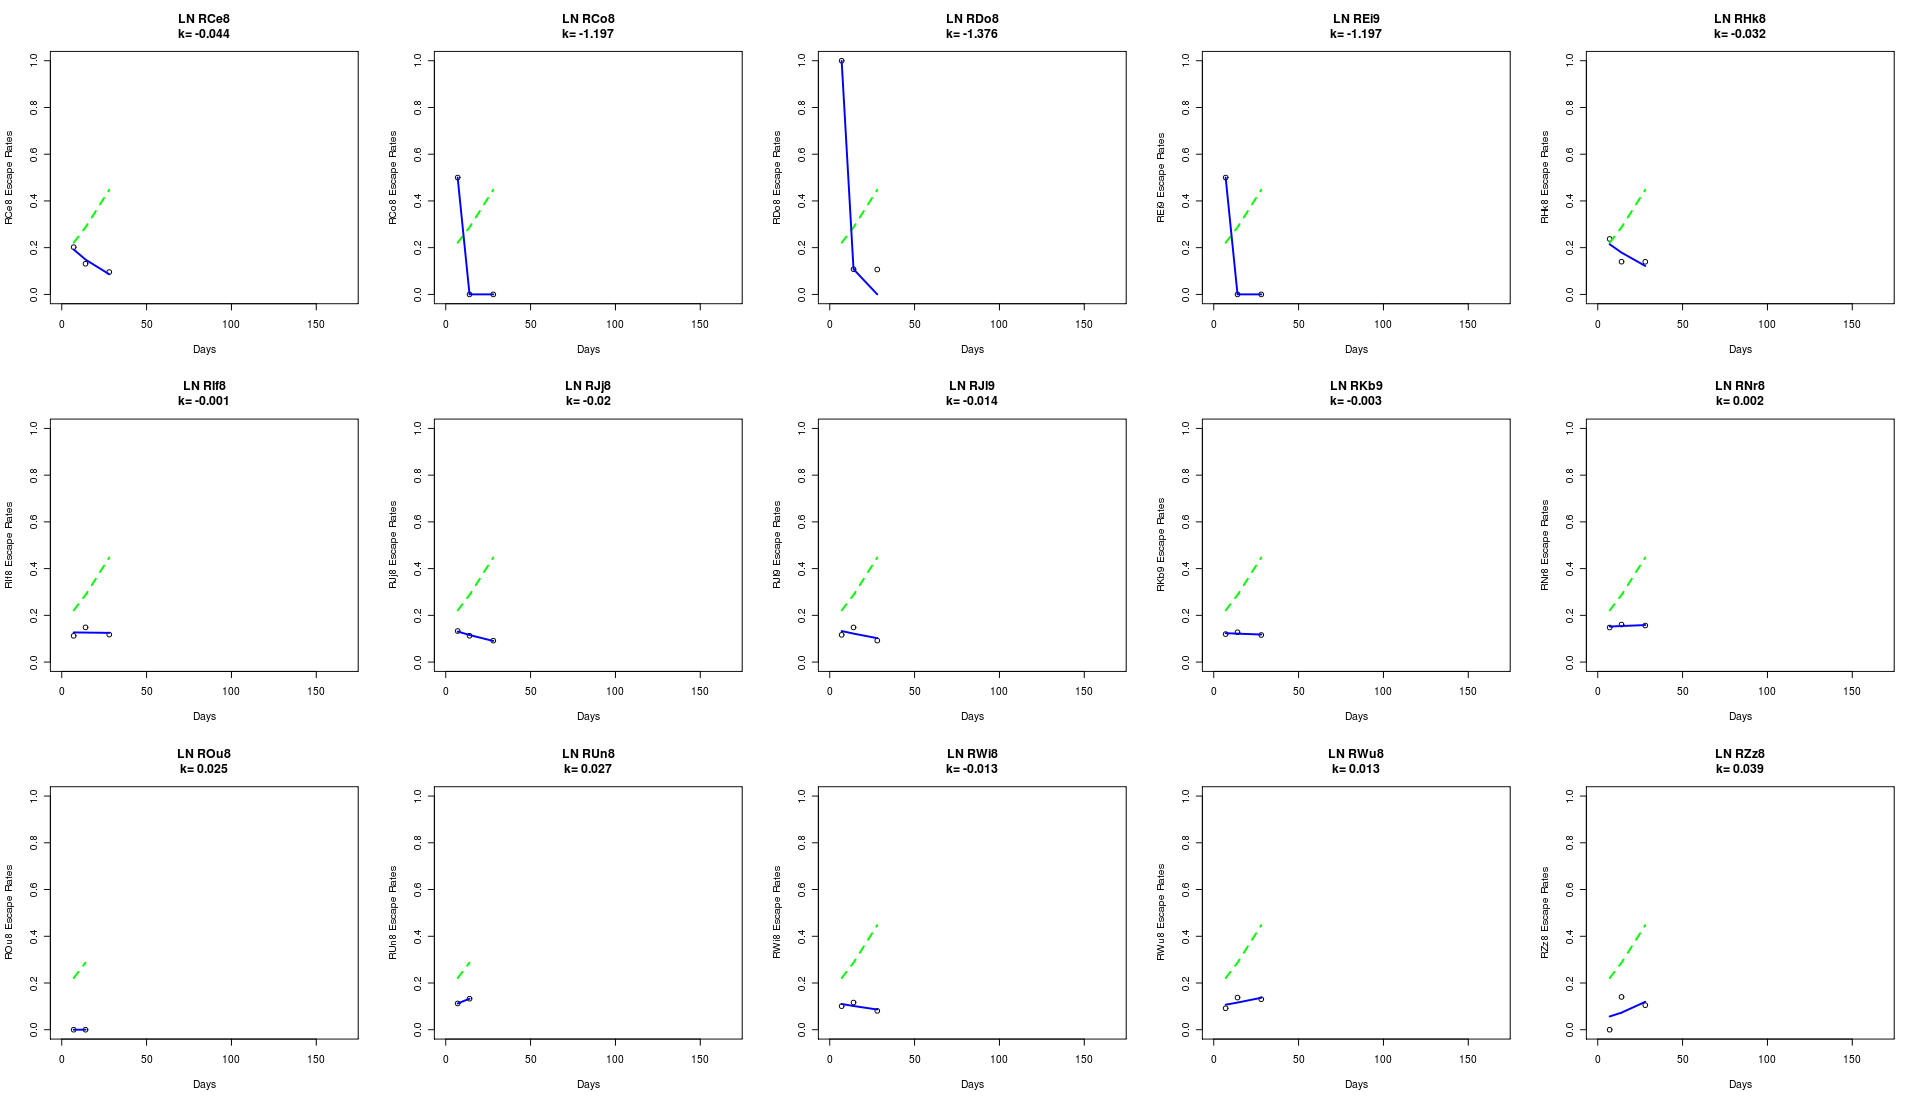 LN RCe8
k= -0.044
RCe8 Escape Rates
0.0 0.2 0.4 0.6 0.8 1.0
0 50 100 150
Days
LN RCo8
k= -1.197
RCo8 Escape Rates
0.0 0.2 0.4 0.6 0.8 1.0
0 50 100 150
Days
LN RDo8
k= -1.376
RDo8 Escape Rates
0.0 0.2 0.4 0.6 0.8 1.0
0 50 100 150
Days
LN REi9
k= -1.197
REi9 Escape Rates
0.0 0.2 0.4 0.6 0.8 1.0
0 50 100 150
Days
LN RHk8
k= -0.032
RHk8 Escape Rates
0.0 0.2 0.4 0.6 0.8 1.0
0 50 100 150
Days
LN RIf8
k= -0.001
RIf8 Escape Rates
0.0 0.2 0.4 0.6 0.8 1.0
0 50 100 150
Days
LN RJj8
k= -0.02
RJj8 Escape Rates
0.0 0.2 0.4 0.6 0.8 1.0
0 50 100 150
Days
LN RJl9
k= -0.014
RJl9 Escape Rates
0.0 0.2 0.4 0.6 0.8 1.0
0 50 100 150
Days
LN RKb9
k= -0.003
RKb9 Escape Rates
0.0 0.2 0.4 0.6 0.8 1.0
0 50 100 150
Days
LN RNr8
k= 0.002
RNr8 Escape Rates
0.0 0.2 0.4 0.6 0.8 1.0
0 50 100 150
Days
LN ROu8
k= 0.025
ROu8 Escape Rates
0.0 0.2 0.4 0.6 0.8 1.0
0 50 100 150
Days
LN RUn8
k= 0.027
RUn8 Escape Rates
0.0 0.2 0.4 0.6 0.8 1.0
0 50 100 150
Days
LN RWi8
k= -0.013
RWi8 Escape Rates
0.0 0.2 0.4 0.6 0.8 1.0
0 50 100 150
Days
LN RWu8
k= 0.013
RWu8 Escape Rates
0.0 0.2 0.4 0.6 0.8 1.0
0 50 100 150
Days
LN RZz8
k= 0.039
RZz8 Escape Rates
0.0 0.2 0.4 0.6 0.8 1.0
0 50 100 150
Days